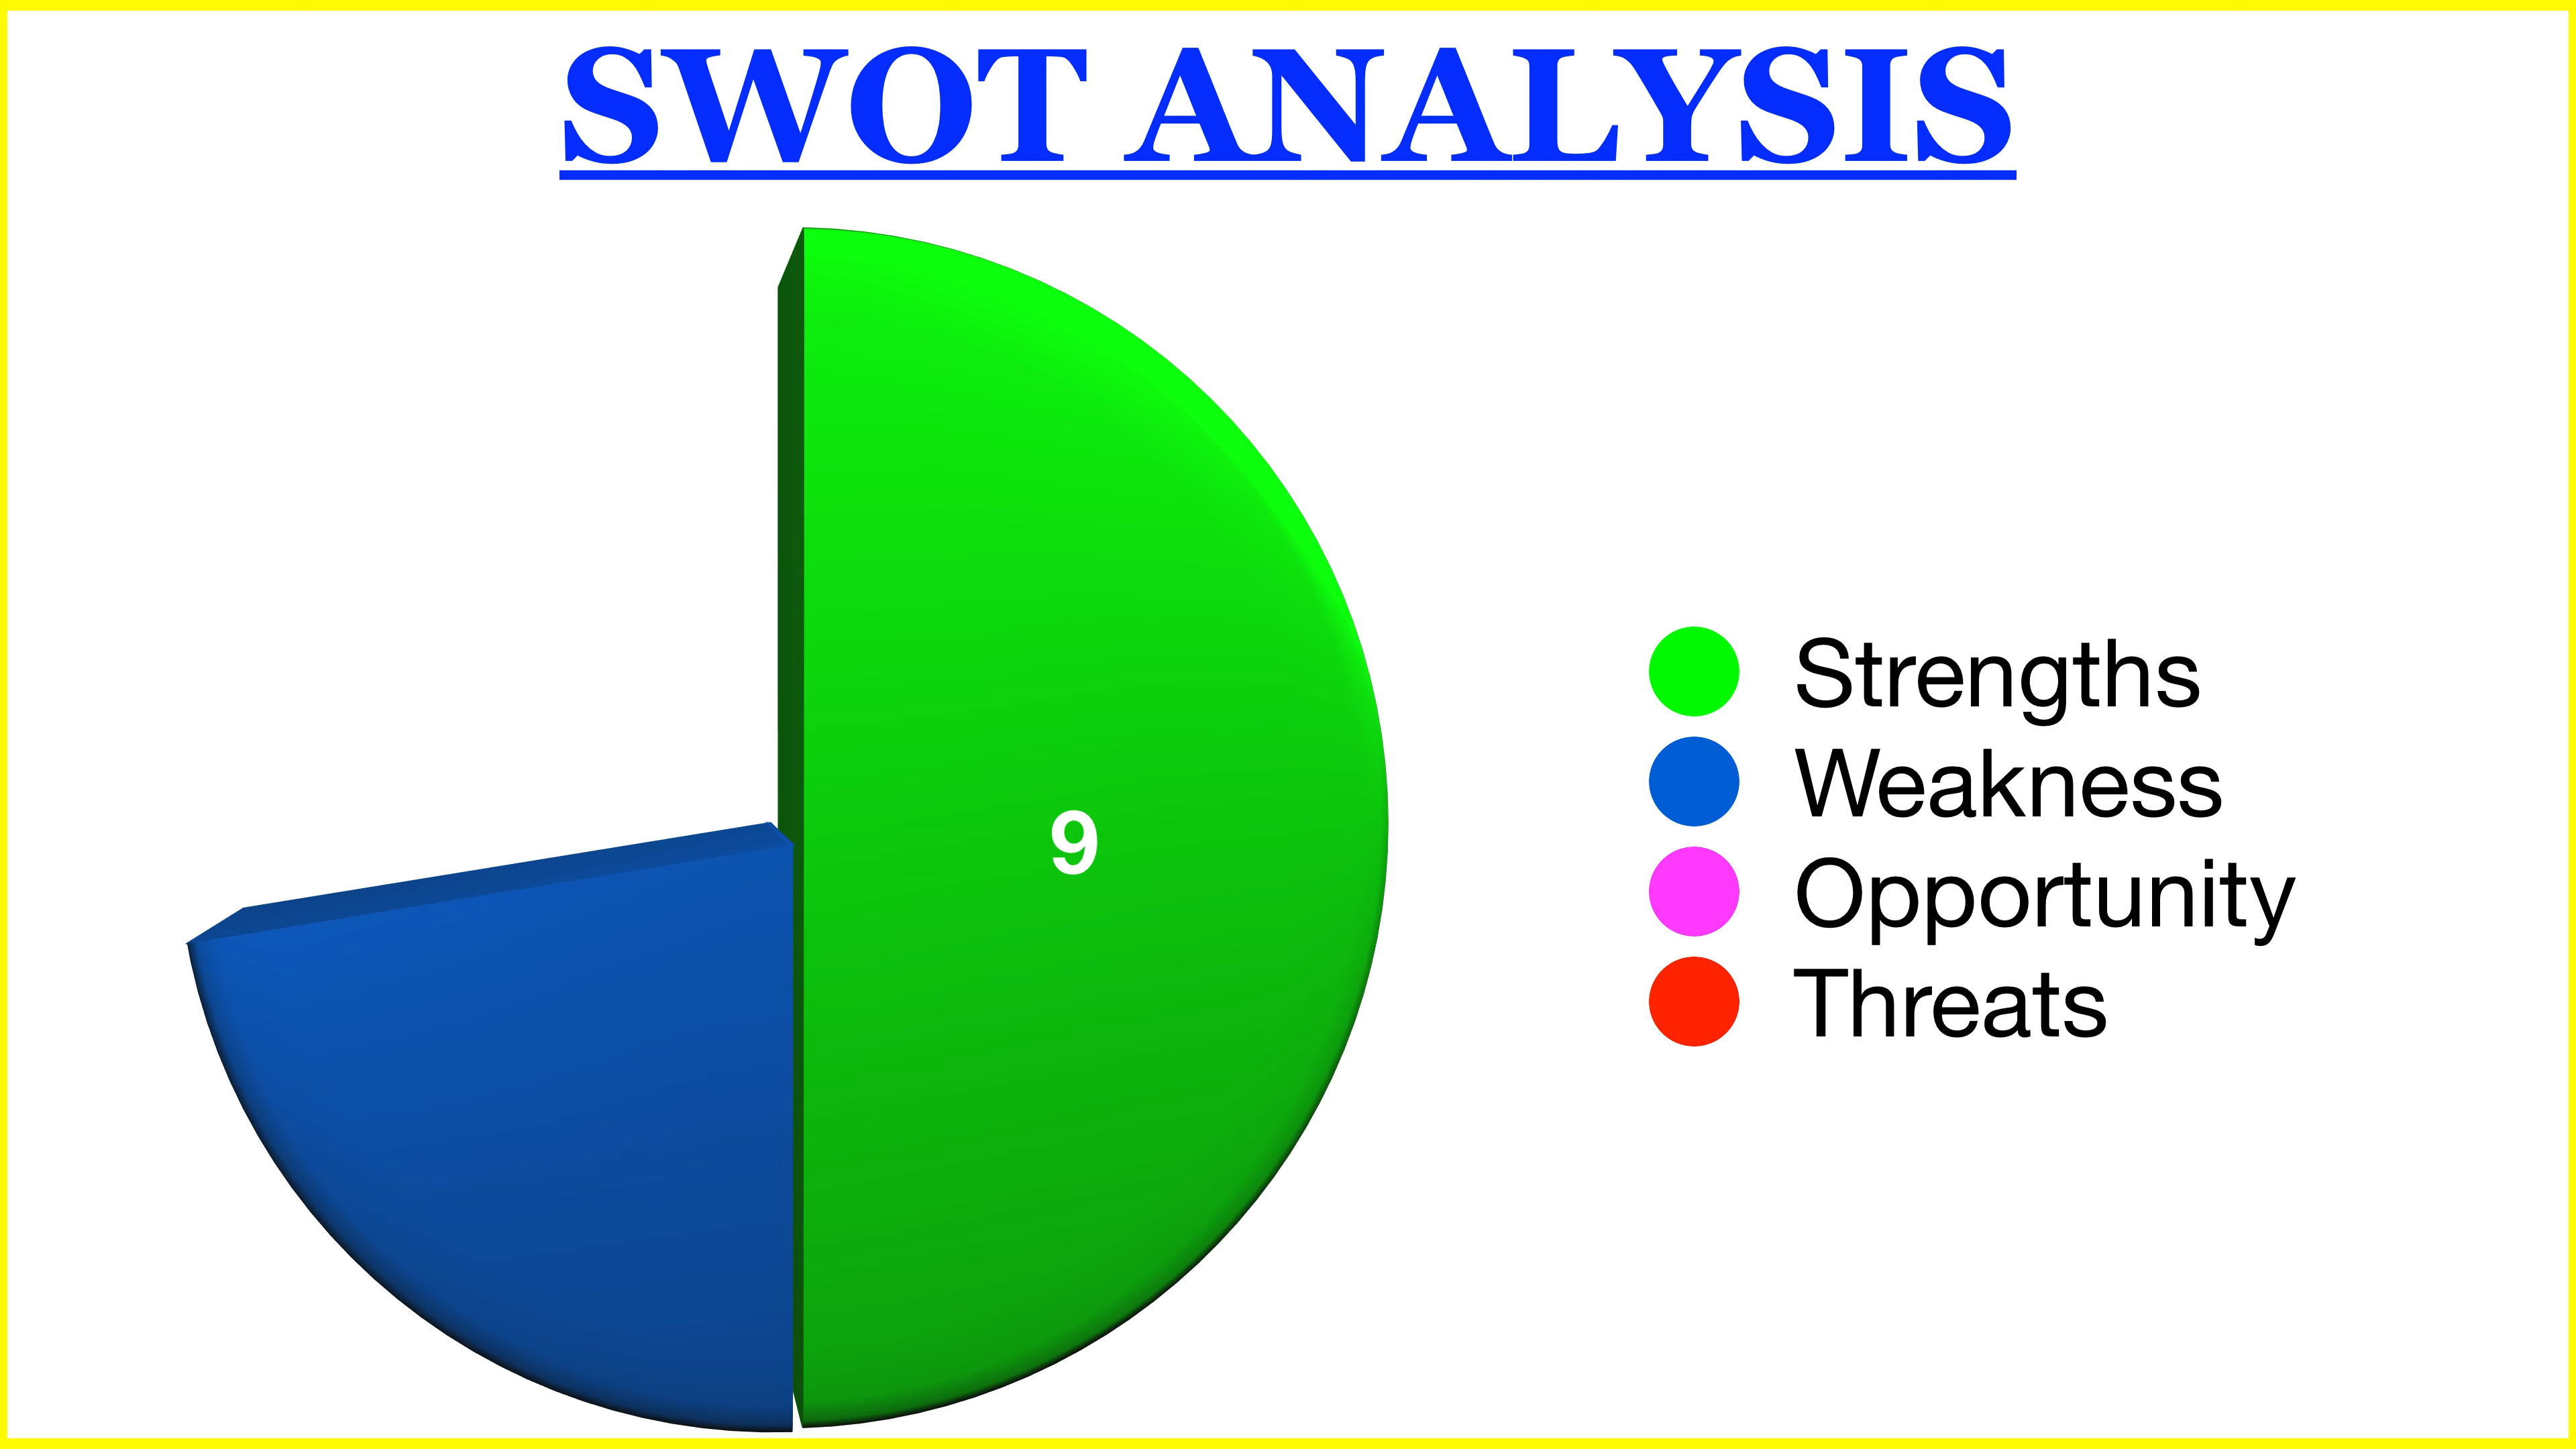 SWOT ANALYSIS
9
Strengths
Weakness
Opportunity
Threats